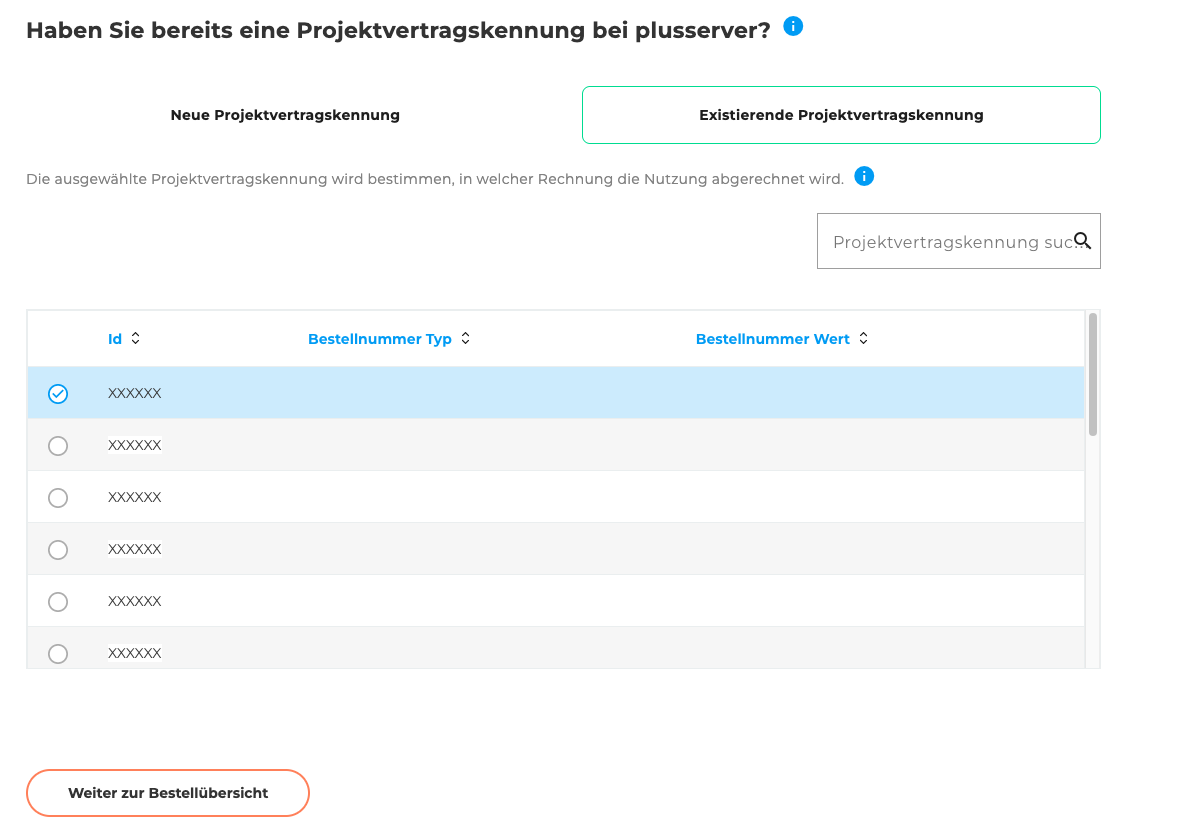 Haben Sie bereits eine Projektvertragskennung bei plusserver?
Neue Projektvertragskennung
Existierende Projektvertragskennung
Die ausgewählte Projektvertragskennung wird bestimmen, in welcher Rechnung die Nutzung abgerechnet wird.
Projektvertragskennung suc...
Id Bestellnummer Typ Bestellnummer Wert
XXXXXX
XXXXXX
XXXXXX
XXXXXX
XXXXXX
XXXXXX
Weiter zur Bestellübersicht